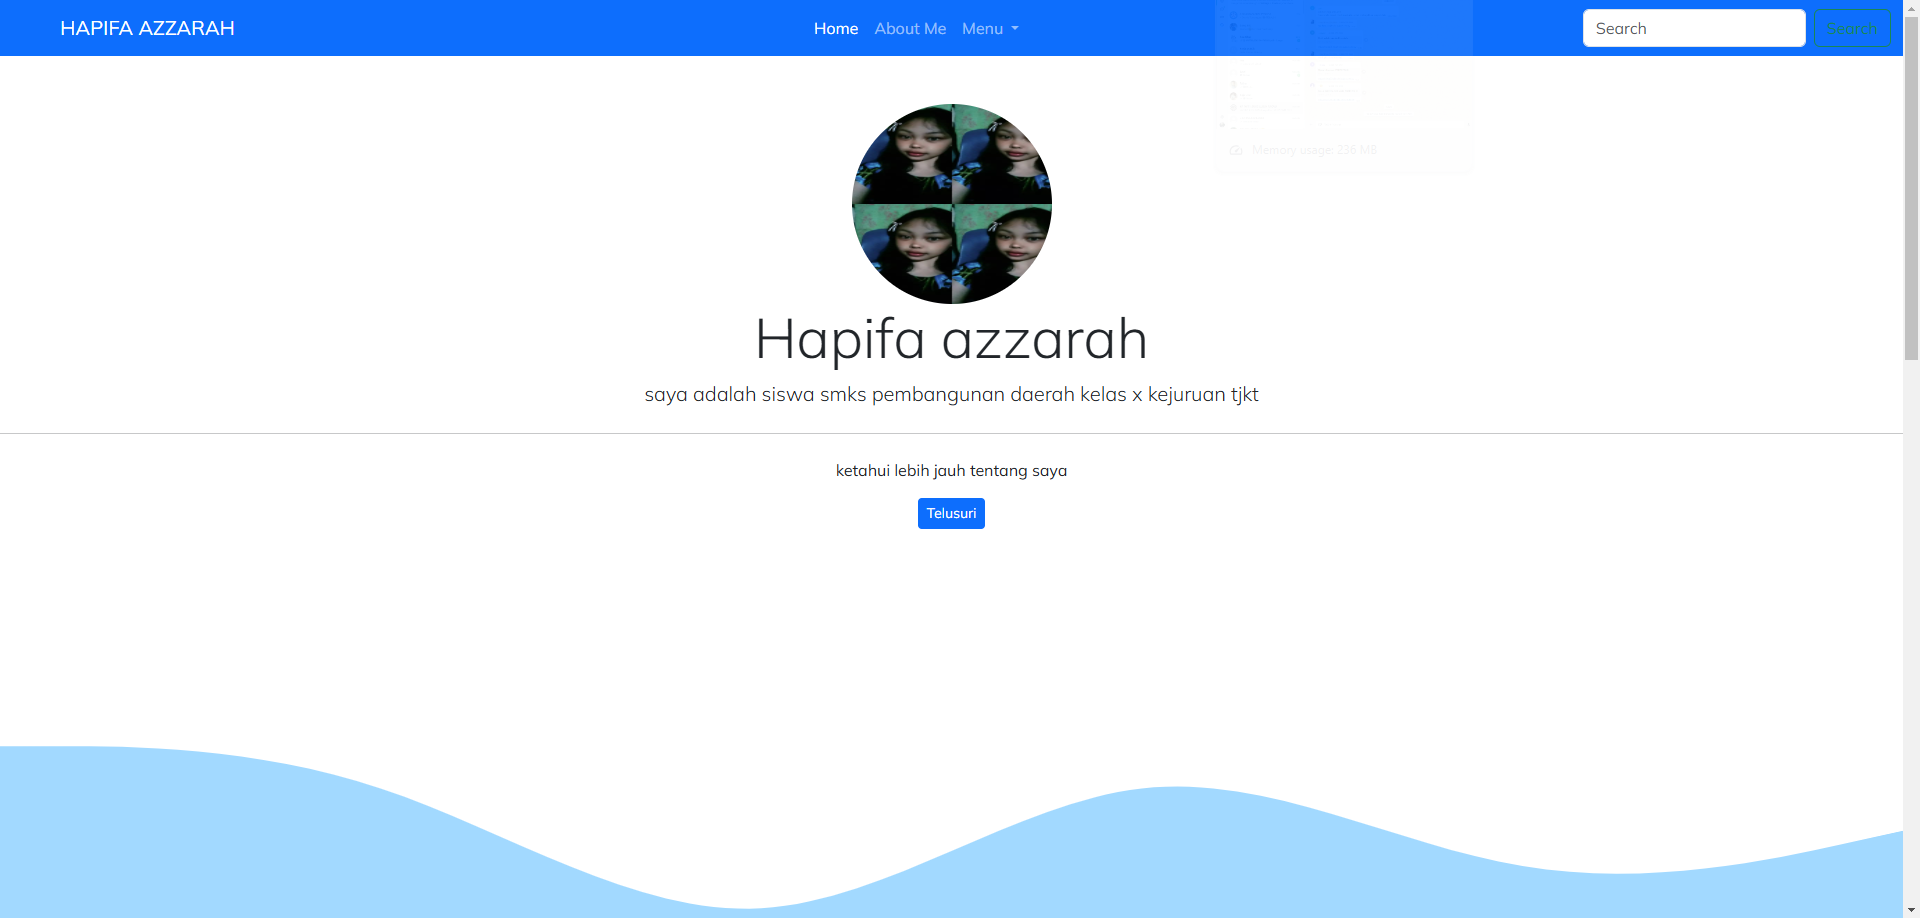 HAPIFA AZZARAH
Home About Me Menu
Search Search
Memory usage: 236 MB
Hapifa azzarah
saya adalah siswa smks pembangunan daerah kelas x kejuruan tjkt
ketahui lebih jauh tentang saya
Telusuri